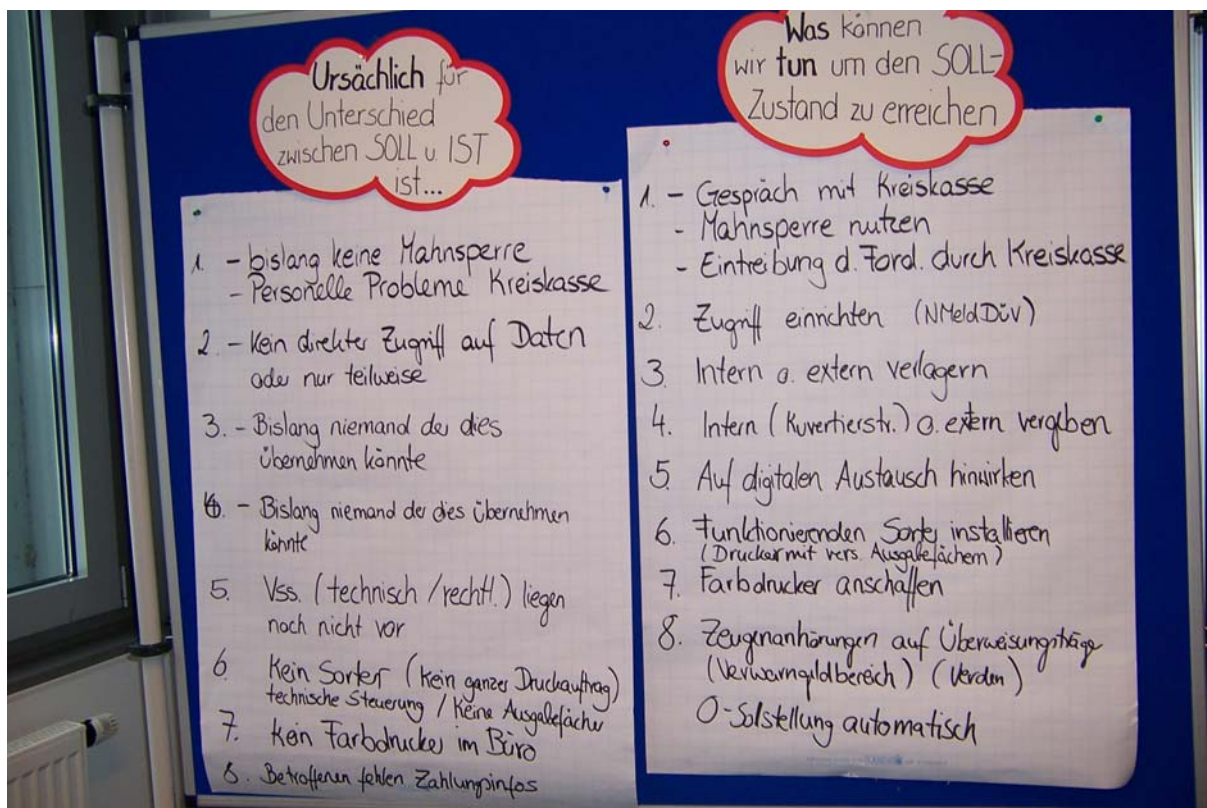 Ursächlich für
den Unterschied
zwischen SOLL u. IST
ist...
1. - bislang keine Mahnsperre
- Personelle Probleme Kreiskasse
2. - Kein direkter Zugriff auf Daten
oder nur teilweise
3. - Bislang niemand der dies
übernehmen könnte
4. - Bislang niemand der dies übernehmen
könnte
5. Vss. (technisch / rechtl.) liegen
noch nicht vor
6. Kein Sorter (Kein ganzer Druckauftrag)
technische Steuerung / Keine Ausgabefächer
7. Kein Farbdrucker im Büro
8. Betroffenen fehlen Zahlungsinfos
Was können
wir tun um den SOLL-
Zustand zu erreichen
1. - Gespräch mit Kreiskasse
- Mahnsperre nutzen
- Eintreibung d. Ford. durch Kreiskasse
2. Zugriff einrichten (NMeldDüV)
3. Intern o. extern verlagern
4. Intern (Kuvertierstr.) o. extern vergeben
5. Auf digitalen Austausch hinwirken
6. Funktionierenden Sorter installieren
(Drucker mit vers. Ausgabefächern)
7. Farbdrucker anschaffen
8. Zeugenanhörungen auf Überweisungsträger
(Verwarngeldbereich) (Verden)
0-Solstellung automatisch